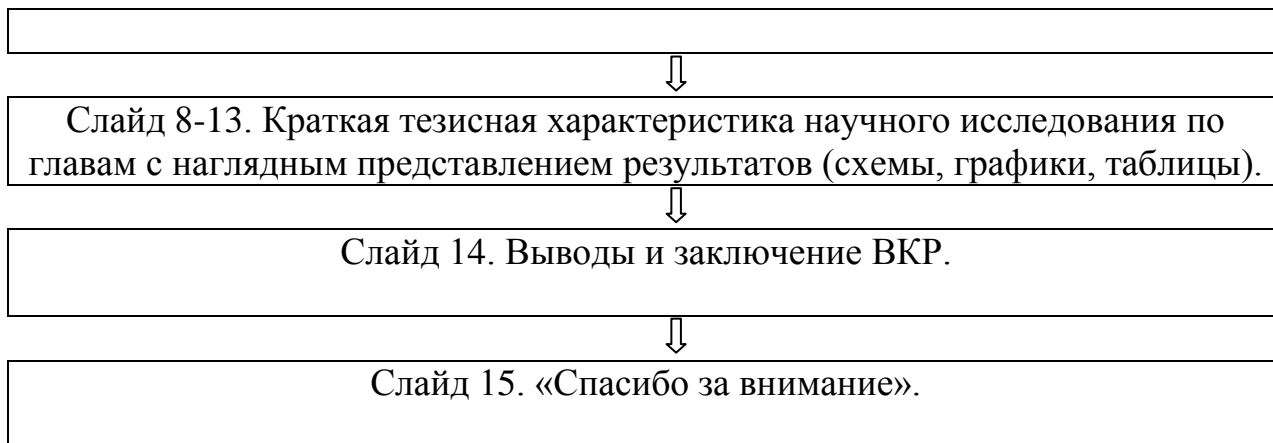 Слайд 8-13. Краткая тезисная характеристика научного исследования по
главам с наглядным представлением результатов (схемы, графики, таблицы).
Слайд 14. Выводы и заключение ВКР.
Слайд 15. «Спасибо за внимание».